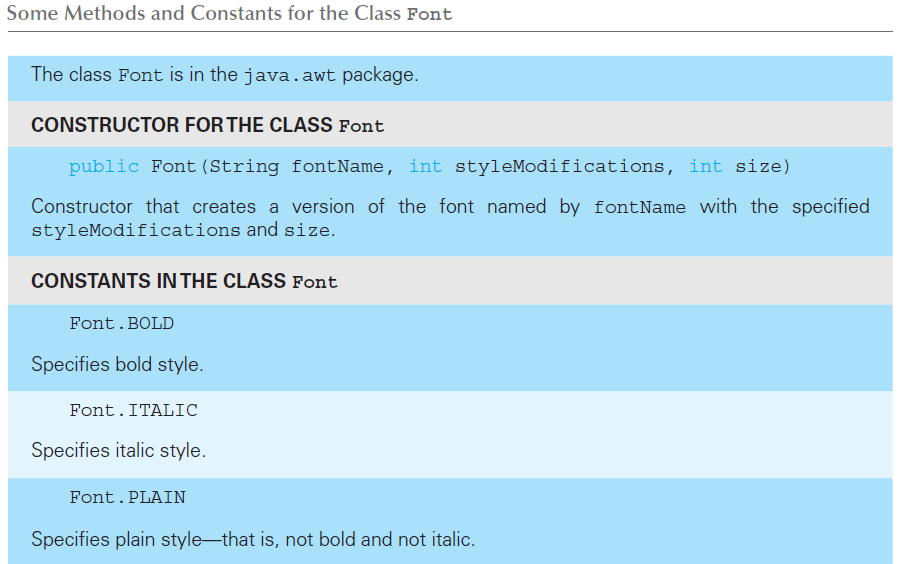 Some Methods and Constants for the Class Font
The class Font is in the java.awt package.
CONSTRUCTOR FOR THE CLASS Font
public Font(String fontName, int styleModifications, int size)
Constructor that creates a version of the font named by fontName with the specified
styleModifications and size.
CONSTANTS IN THE CLASS Font
Font.BOLD
Specifies bold style.
Font.ITALIC
Specifies italic style.
Font.PLAIN
Specifies plain style—that is, not bold and not italic.